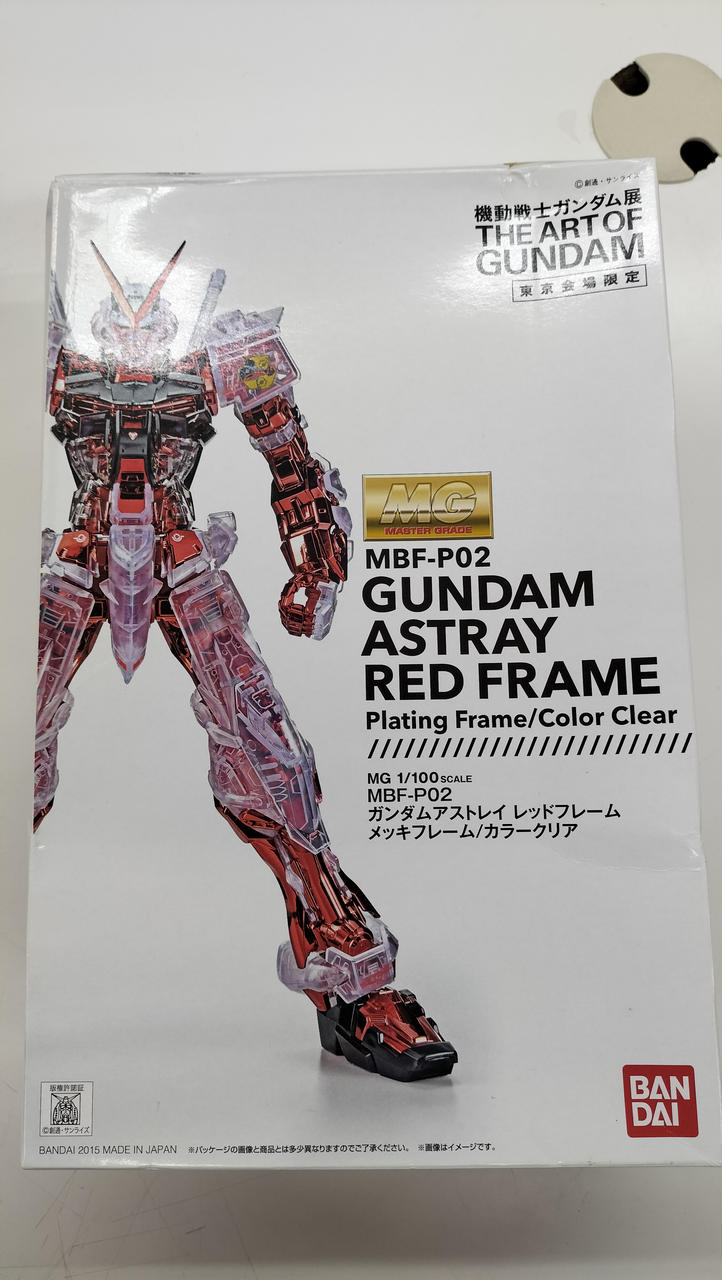 ©創通・サンライズ
機動戦士ガンダム展
THE ART OF
GUNDAM
東京会場限定
MG
MASTER GRADE
MBF-P02
GUNDAM
ASTRAY
RED FRAME
Plating Frame/Color Clear
MG 1/100 SCALE
MBF-P02
ガンダムアストレイ レッドフレーム
メッキフレーム/カラークリア
版権許諾証
©創通・サンライズ
BAN
DAI
BANDAI 2015 MADE IN JAPAN ※パッケージの画像と商品とは多少異なりますのでご了承ください。 ※画像はイメージです。